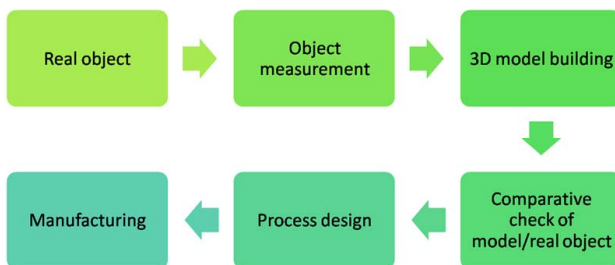 Real object
Object
measurement
3D model building
Comparative
check of
model/real object
Process design
Manufacturing